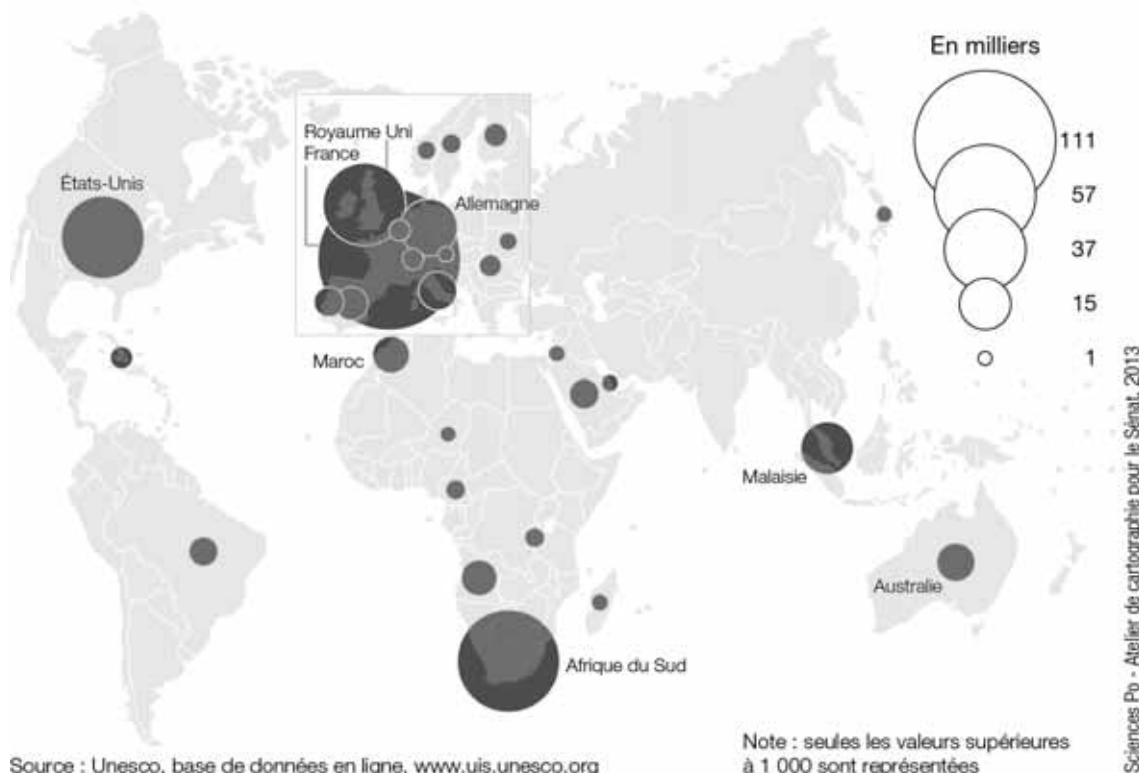 En milliers
111
57
37
15
1
Royaume Uni
France
Allemagne
États-Unis
Maroc
Malaisie
Australie
Afrique du Sud
Note : seules les valeurs supérieures
à 1 000 sont représentées
Source : Unesco, base de données en ligne, www.uis.unesco.org
Sciences Po - Atelier de cartographie pour le Sénat, 2013